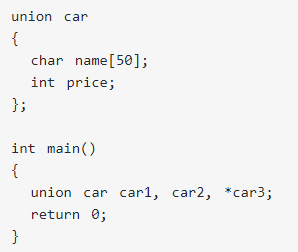 union car
{
  char name[50];
  int price;
};

int main()
{
  union car car1, car2, *car3;
  return 0;
}